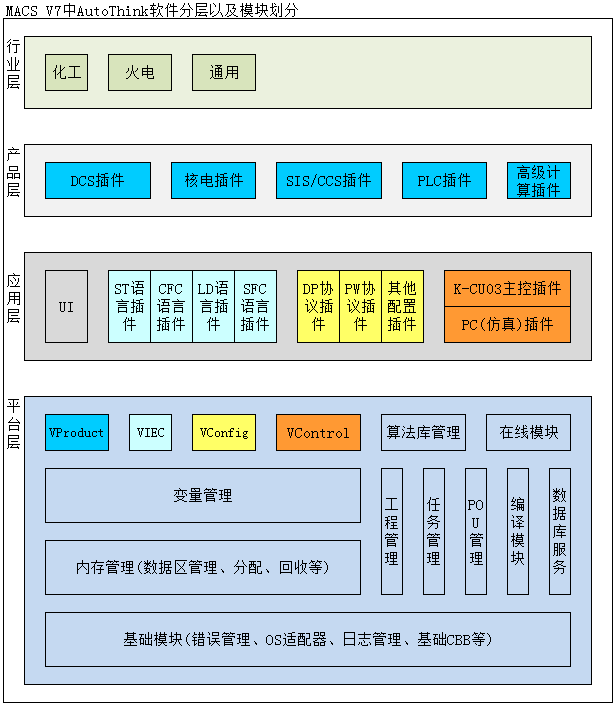 MACS V7中AutoThink软件分层以及模块划分
行
业
层
化工
火电
通用
产
品
层
DCS插件
核电插件
SIS/CCS插件
PLC插件
高级计
算插件
应
用
层
UI
ST语
言插
件
CFC
语言
插件
LD语
言插
件
SFC
语言
插件
DP协
议插
件
PW协
议插
件
其他
配置
插件
K-CU03主控插件
PC(仿真)插件
平
台
层
VProduct
VIEC
VConfig
VControl
算法库管理
在线模块
变量管理
工
程
管
理
任
务
管
理
PO
U
管
理
编
译
模
块
数
据
库
服
务
内存管理(数据区管理、分配、回收等)
基础模块(错误管理、OS适配器、日志管理、基础CBB等)